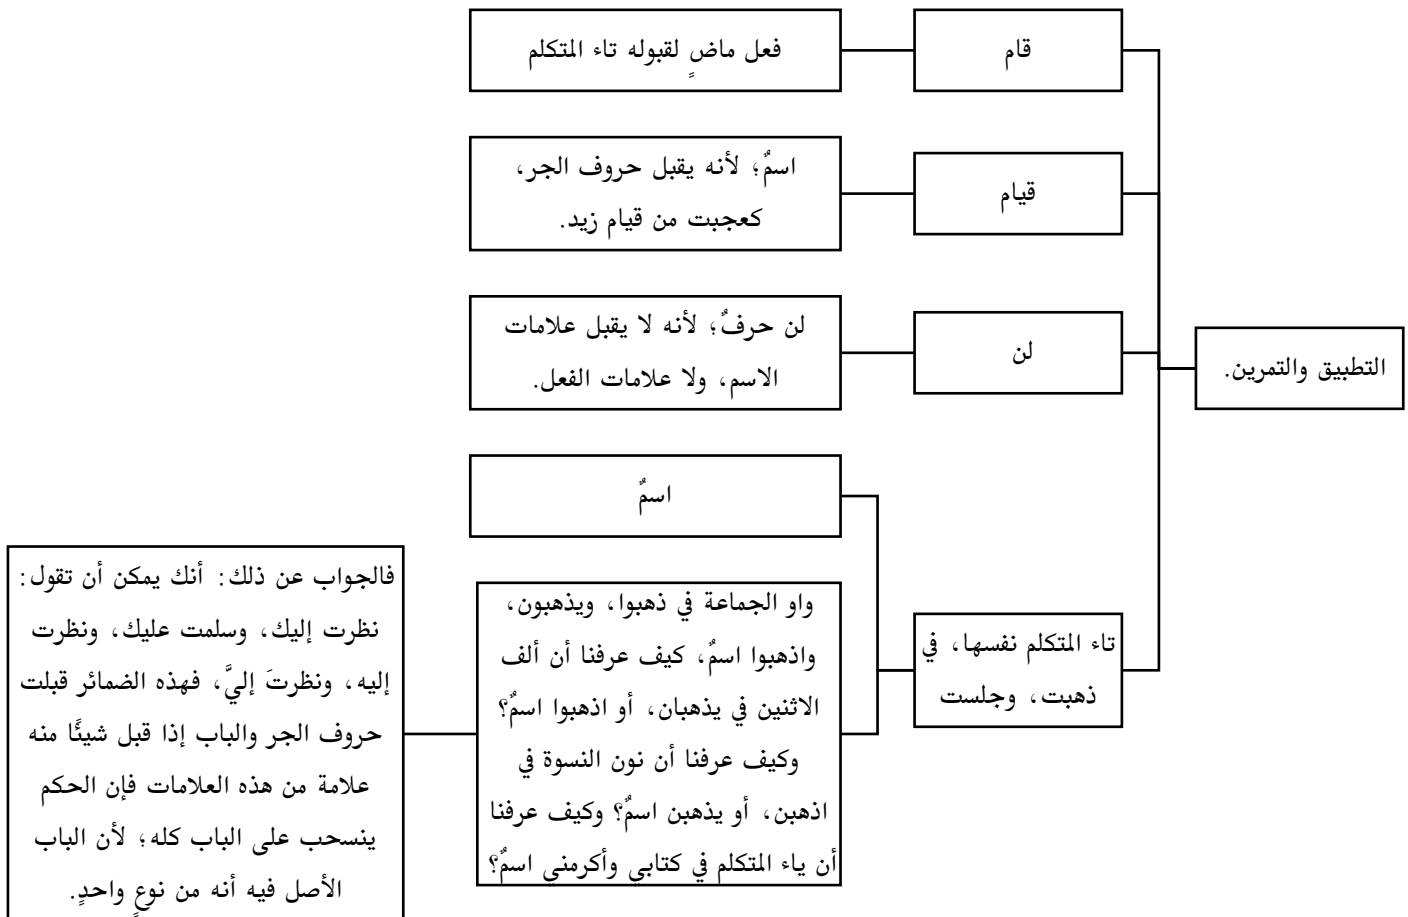 التطبيق والتمرين.
قام
فعل ماضٍ لقبوله تاء المتكلم
قيام
اسمٌ؛ لأنه يقبل حروف الجر،
كعجبت من قيام زيد.
لن
لن حرفٌ؛ لأنه لا يقبل علامات
الاسم، ولا علامات الفعل.
تاء المتكلم نفسها، في
ذهبت، وجلست
اسمٌ
واو الجماعة في ذهبوا، ويذهبون،
واذهبوا اسمٌ، كيف عرفنا أن ألف
الاثنين في يذهبان، أو اذهبوا اسمٌ؟
وكيف عرفنا أن نون النسوة في
اذهبن، أو يذهبن اسمٌ؟ وكيف عرفنا
أن ياء المتكلم في كتابي وأكرمني اسمٌ؟
فالجواب عن ذلك: أنك يمكن أن تقول:
نظرت إليك، وسلمت عليك، ونظرت
إليه، ونظرتَ إليَّ، فهذه الضمائر قبلت
حروف الجر والباب إذا قبل شيئًا منه
علامة من هذه العلامات فإن الحكم
ينسحب على الباب كله؛ لأن الباب
الأصل فيه أنه من نوعٍ واحدٍ.